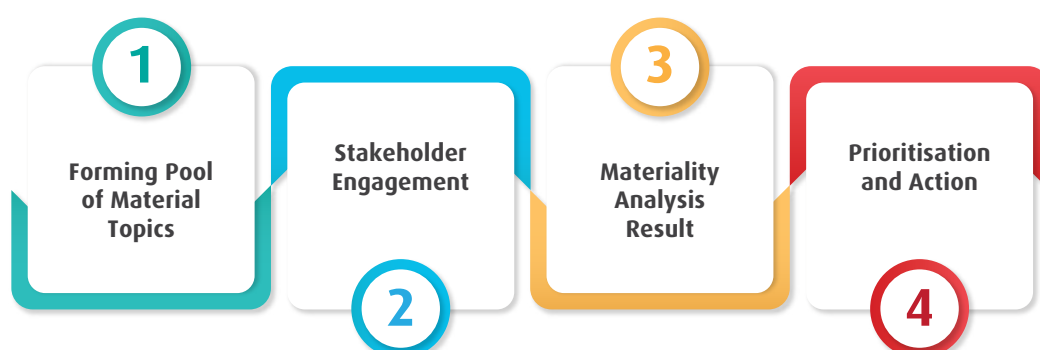 1
Forming Pool
of Material
Topics
Stakeholder
Engagement
2
3
Materiality
Analysis
Result
Prioritisation
and Action
4